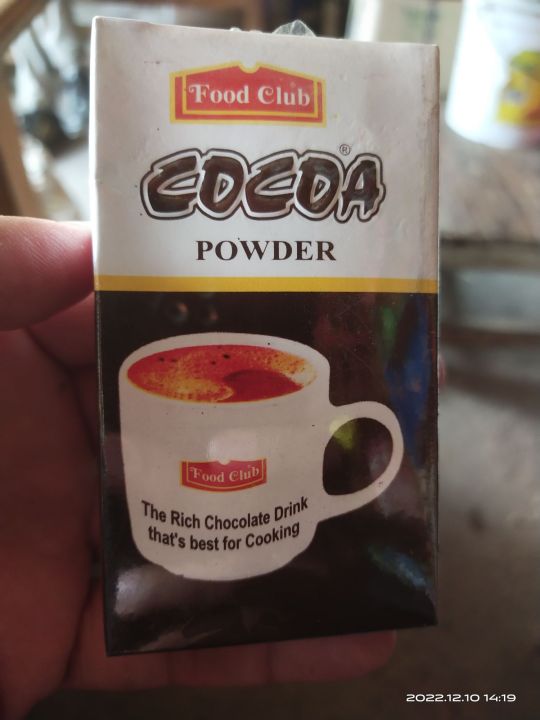 Food Club
COCOA®
POWDER
Food Club
The Rich Chocolate Drink
that's best for Cooking
2022.12.10 14:19